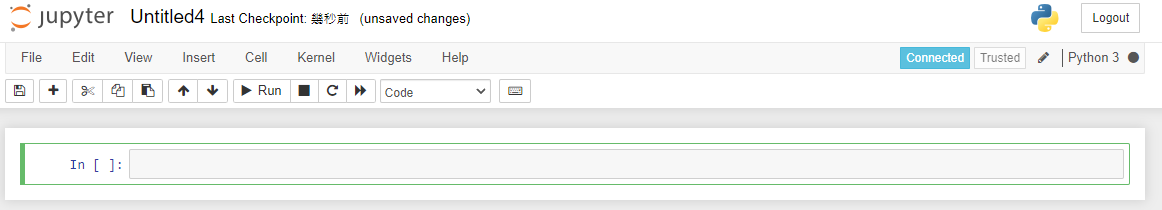 jupyter Untitled4 Last Checkpoint: 幾秒前 (unsaved changes) Logout
File Edit View Insert Cell Kernel Widgets Help Connected Trusted Python 3
Run Code
In [ ]: